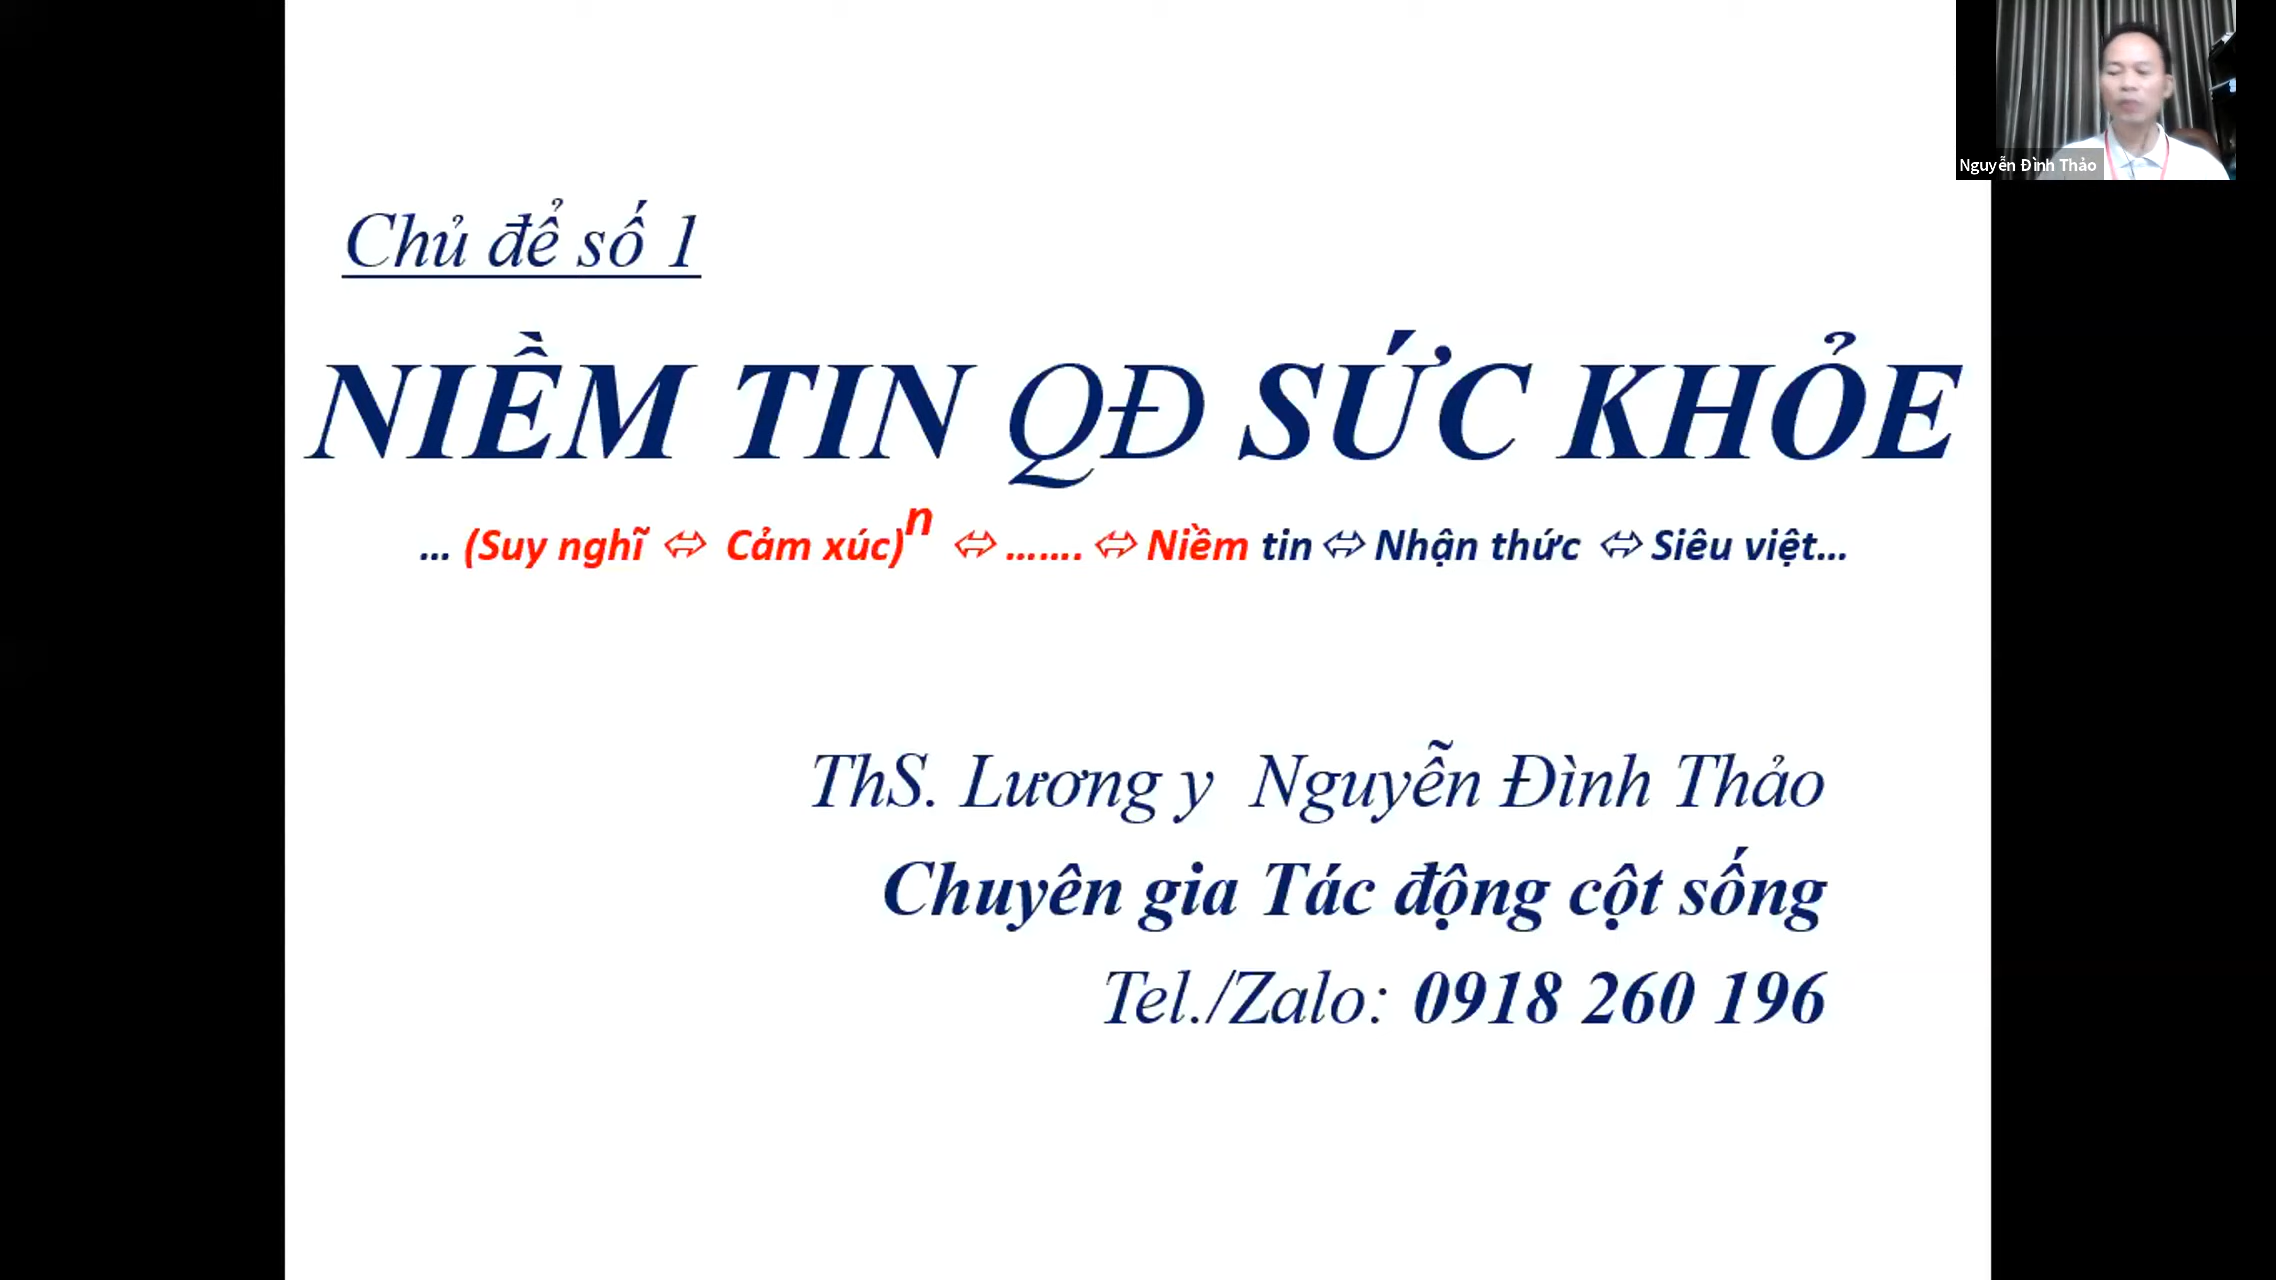 Nguyễn Đình Thảo
Chủ để số 1
NIỀM TIN QĐ SỨC KHỎE
... (Suy nghĩ ⬄ Cảm xúc)ⁿ ⬄ ……. ⬄ Niềm tin ⬄ Nhận thức ⬄ Siêu việt...
ThS. Lương y Nguyễn Đình Thảo
Chuyên gia Tác động cột sống
Tel./Zalo: 0918 260 196